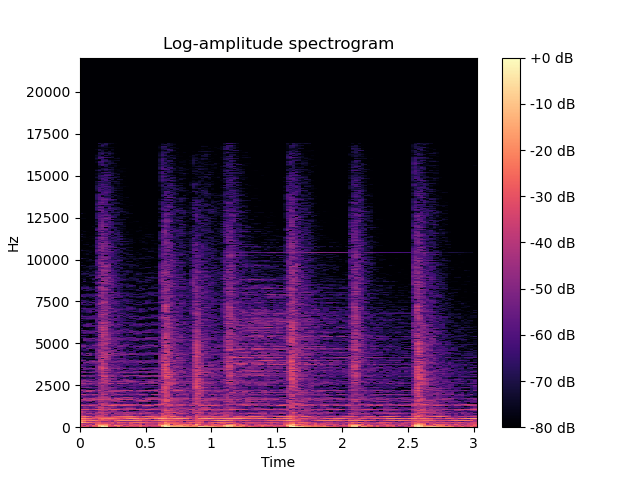 Log-amplitude spectrogram
Hz
20000
17500
15000
12500
10000
7500
5000
2500
0
0 0.5 1 1.5 2 2.5 3
Time
+0 dB
-10 dB
-20 dB
-30 dB
-40 dB
-50 dB
-60 dB
-70 dB
-80 dB